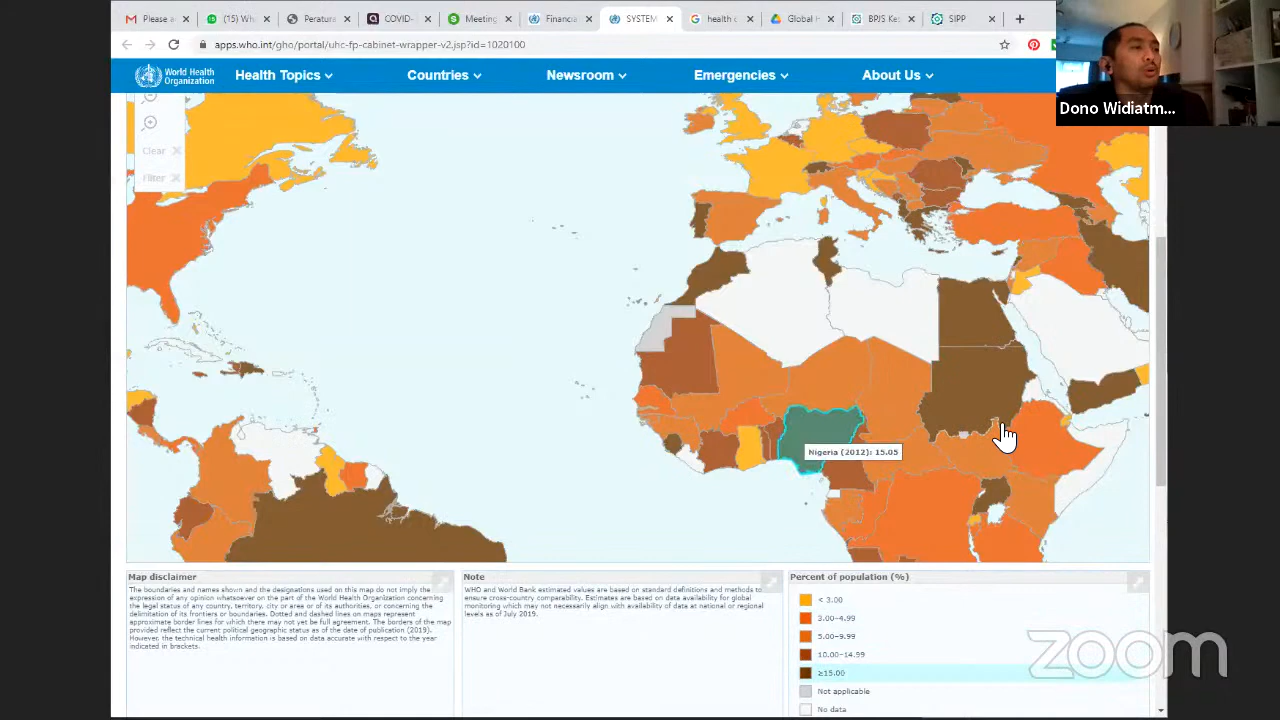 Please a
(15) Wh
Perature
COVID-
Meeting
Financia
SYSTEM
health c
Global H
BPJS Ke
SIPP
apps.who.int/gho/portal/uhc-fp-cabinet-wrapper-v2.jsp?id=1020100
World Health
Organization
Health Topics
Countries
Newsroom
Emergencies
About Us
Dono Widiatm...
Clear
Filter
Nigeria (2012): 15.05
Map disclaimer
The boundaries and names shown and the designations used on this map do not imply the
expression of any opinion whatsoever on the part of the World Health Organization concerning
the legal status of any country, territory, city or area or of its authorities, or concerning the
delimitation of its frontiers or boundaries. Dotted and dashed lines on maps represent
approximate border lines for which there may not yet be full agreement. The borders of the map
provided reflect the current political geographic status as of the date of publication (2019).
However, the technical health information is based on data accurate with respect to the year
indicated in brackets.
Note
WHO and World Bank estimated values are based on standard definitions and methods to
ensure cross-comparability. Estimates are based on data availability for global
monitoring which may not necessarily align with availability of data at national or regional
levels as of July 2019.
Percent of population (%)
< 3.00
3.00–4.99
5.00–9.99
10.00–14.99
≥15.00
Not applicable
No data
zoom